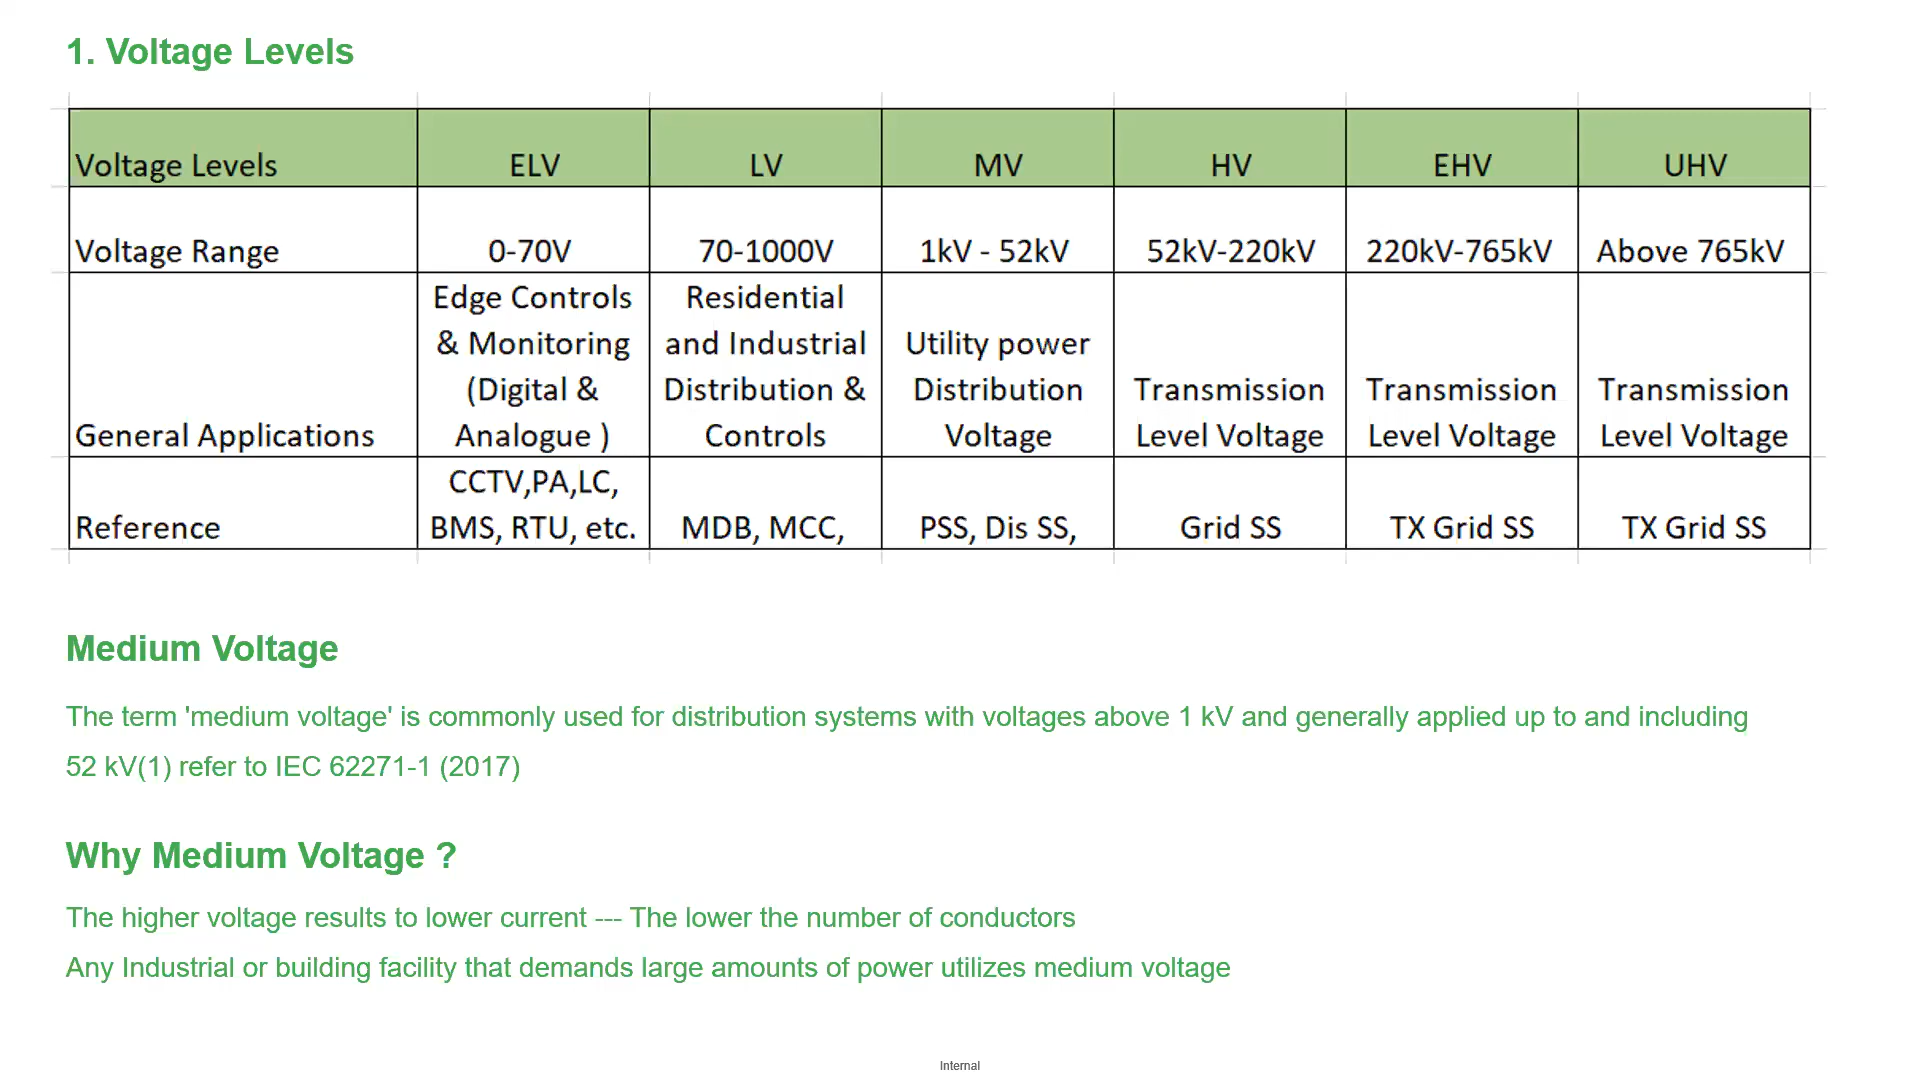 1. Voltage Levels
Voltage Levels ELV LV MV HV EHV UHV
Voltage Range 0-70V 70-1000V 1kV - 52kV 52kV-220kV 220kV-765kV Above 765kV
Edge Controls Residential
& Monitoring and Industrial Utility power
(Digital & Distribution & Distribution Transmission Transmission Transmission
General Applications Analogue ) Controls Voltage Level Voltage Level Voltage Level Voltage
CCTV,PA,LC,
Reference BMS, RTU, etc. MDB, MCC, PSS, Dis SS, Grid SS TX Grid SS TX Grid SS
Medium Voltage
The term 'medium voltage' is commonly used for distribution systems with voltages above 1 kV and generally applied up to and including
52 kV(1) refer to IEC 62271-1 (2017)
Why Medium Voltage ?
The higher voltage results to lower current --- The lower the number of conductors
Any Industrial or building facility that demands large amounts of power utilizes medium voltage
Internal